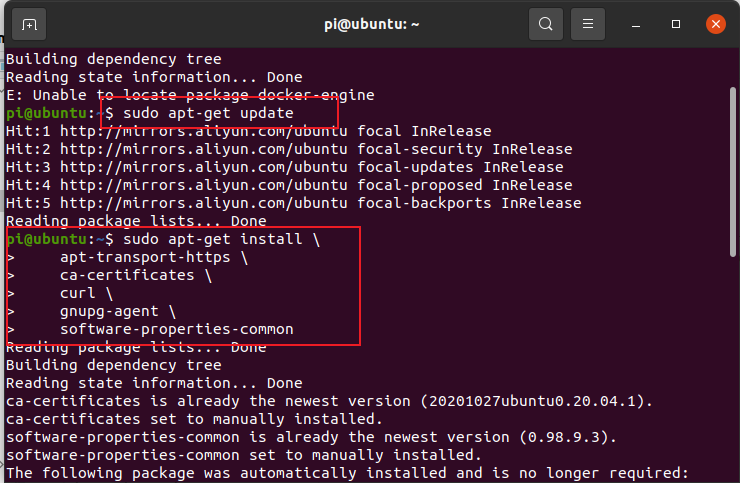 pi@ubuntu: ~
Building dependency tree
Reading state information... Done
E: Unable to locate package docker-engine
pi@ubuntu:~$ sudo apt-get update
Hit:1 http://mirrors.aliyun.com/ubuntu focal InRelease
Hit:2 http://mirrors.aliyun.com/ubuntu focal-security InRelease
Hit:3 http://mirrors.aliyun.com/ubuntu focal-updates InRelease
Hit:4 http://mirrors.aliyun.com/ubuntu focal-proposed InRelease
Hit:5 http://mirrors.aliyun.com/ubuntu focal-backports InRelease
Reading package lists... Done
pi@ubuntu:~$ sudo apt-get install \
>     apt-transport-https \
>     ca-certificates \
>     curl \
>     gnupg-agent \
>     software-properties-common
Reading package lists... Done
Building dependency tree
Reading state information... Done
ca-certificates is already the newest version (20201027ubuntu0.20.04.1).
ca-certificates set to manually installed.
software-properties-common is already the newest version (0.98.9.3).
software-properties-common set to manually installed.
The following package was automatically installed and is no longer required: